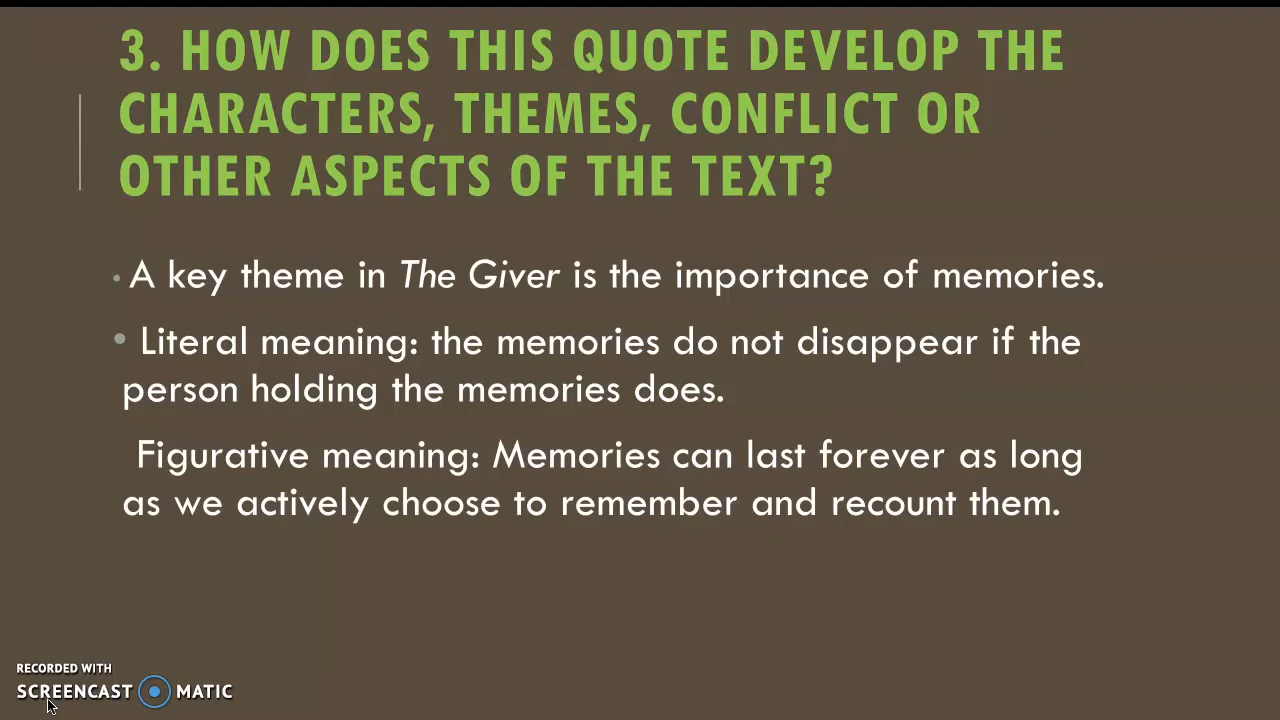 3. HOW DOES THIS QUOTE DEVELOP THE
CHARACTERS, THEMES, CONFLICT OR
OTHER ASPECTS OF THE TEXT?
• A key theme in The Giver is the importance of memories.
• Literal meaning: the memories do not disappear if the
person holding the memories does.
Figurative meaning: Memories can last forever as long
as we actively choose to remember and recount them.
RECORDED WITH
SCREENCAST MATIC